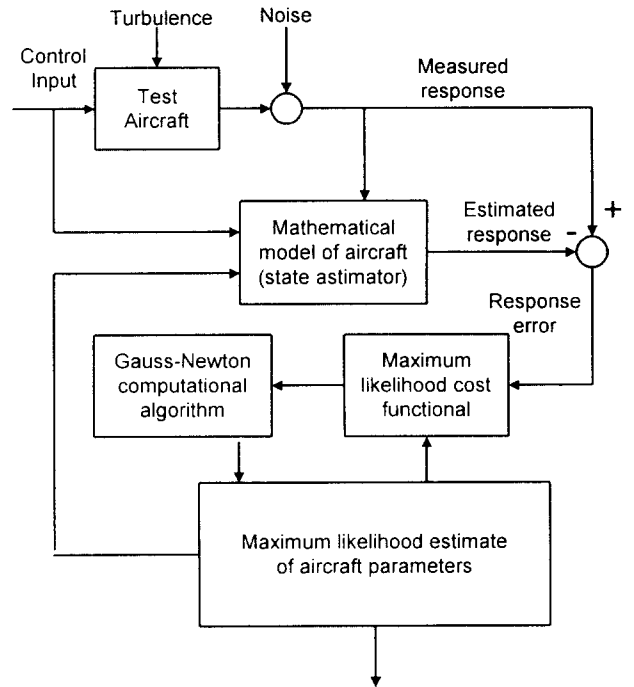 Turbulence
Noise
Control
Input
Measured
response
Test
Aircraft
+
Mathematical
model of aircraft
(state astimator)
Estimated
response
-
Response
error
Gauss-Newton
computational
algorithm
Maximum
likelihood cost
functional
Maximum likelihood estimate
of aircraft parameters